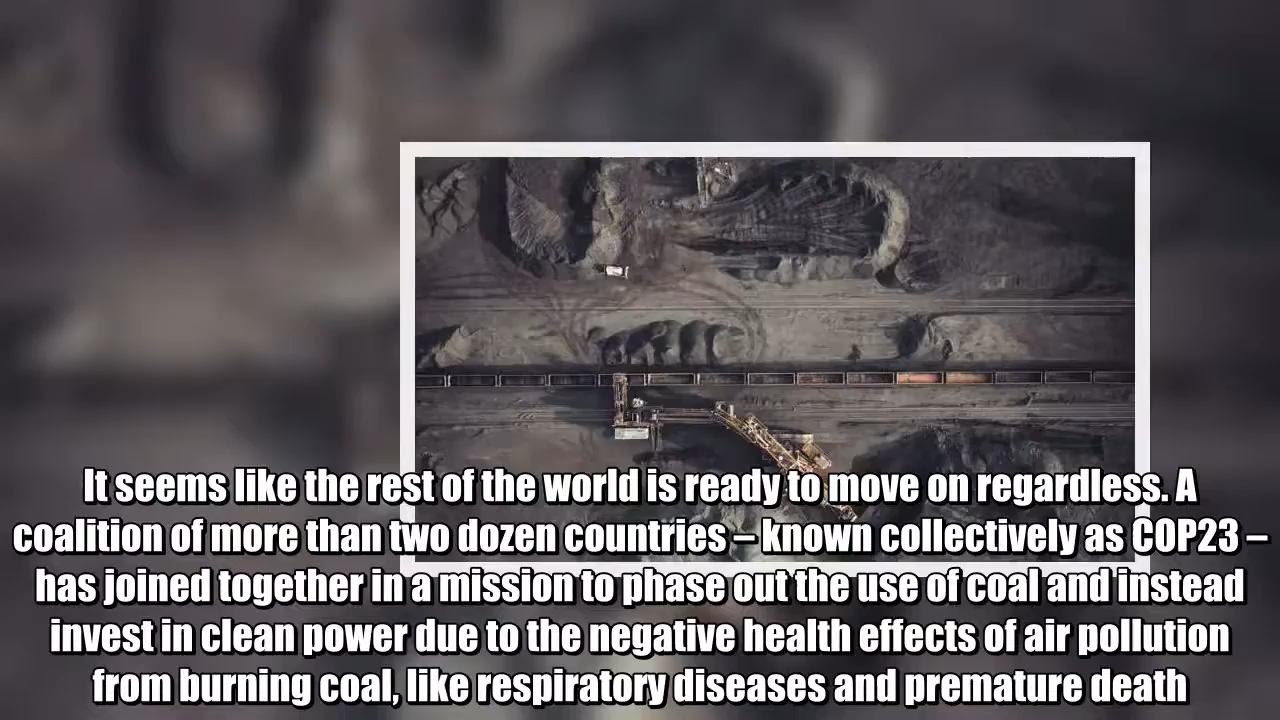 It seems like the rest of the world is ready to move on regardless. A
coalition of more than two dozen countries – known collectively as COP23 –
has joined together in a mission to phase out the use of coal and instead
invest in clean power due to the negative health effects of air pollution
from burning coal, like respiratory diseases and premature death